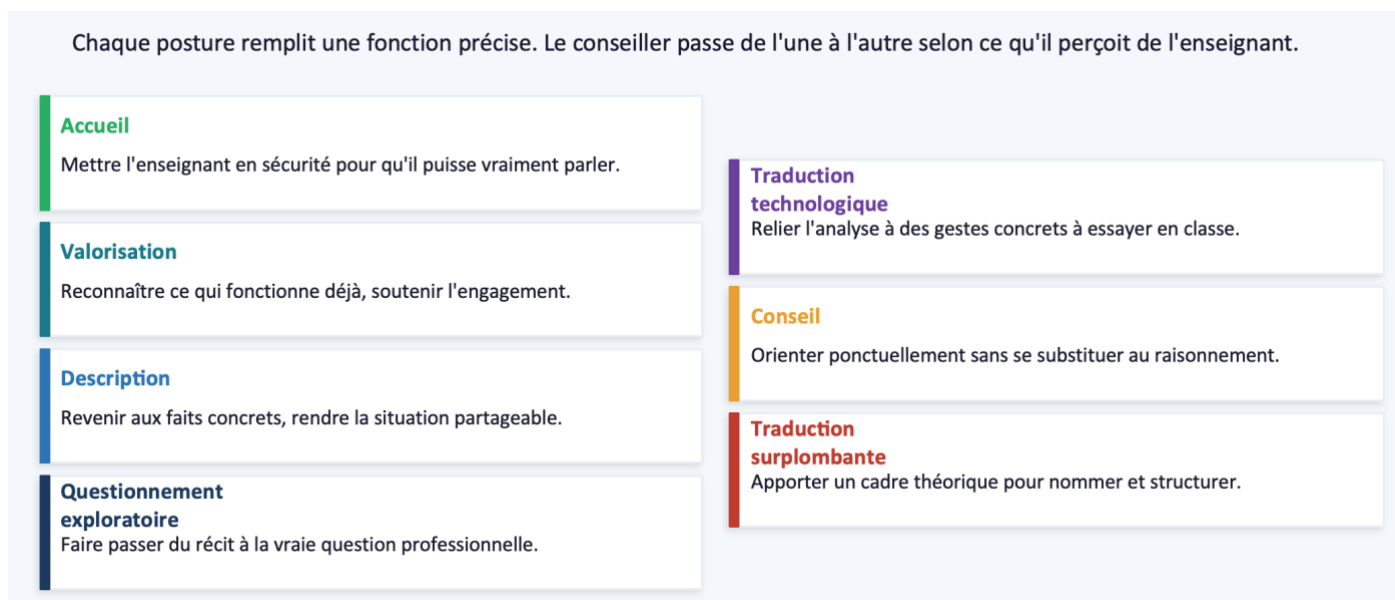 Chaque posture remplit une fonction précise. Le conseiller passe de l'une à l'autre selon ce qu'il perçoit de l'enseignant.
Accueil
Mettre l'enseignant en sécurité pour qu'il puisse vraiment parler.
Valorisation
Reconnaître ce qui fonctionne déjà, soutenir l'engagement.
Description
Revenir aux faits concrets, rendre la situation partageable.
Questionnement
exploratoire
Faire passer du récit à la vraie question professionnelle.
Traduction
technologique
Relier l'analyse à des gestes concrets à essayer en classe.
Conseil
Orienter ponctuellement sans se substituer au raisonnement.
Traduction
surplombante
Apporter un cadre théorique pour nommer et structurer.